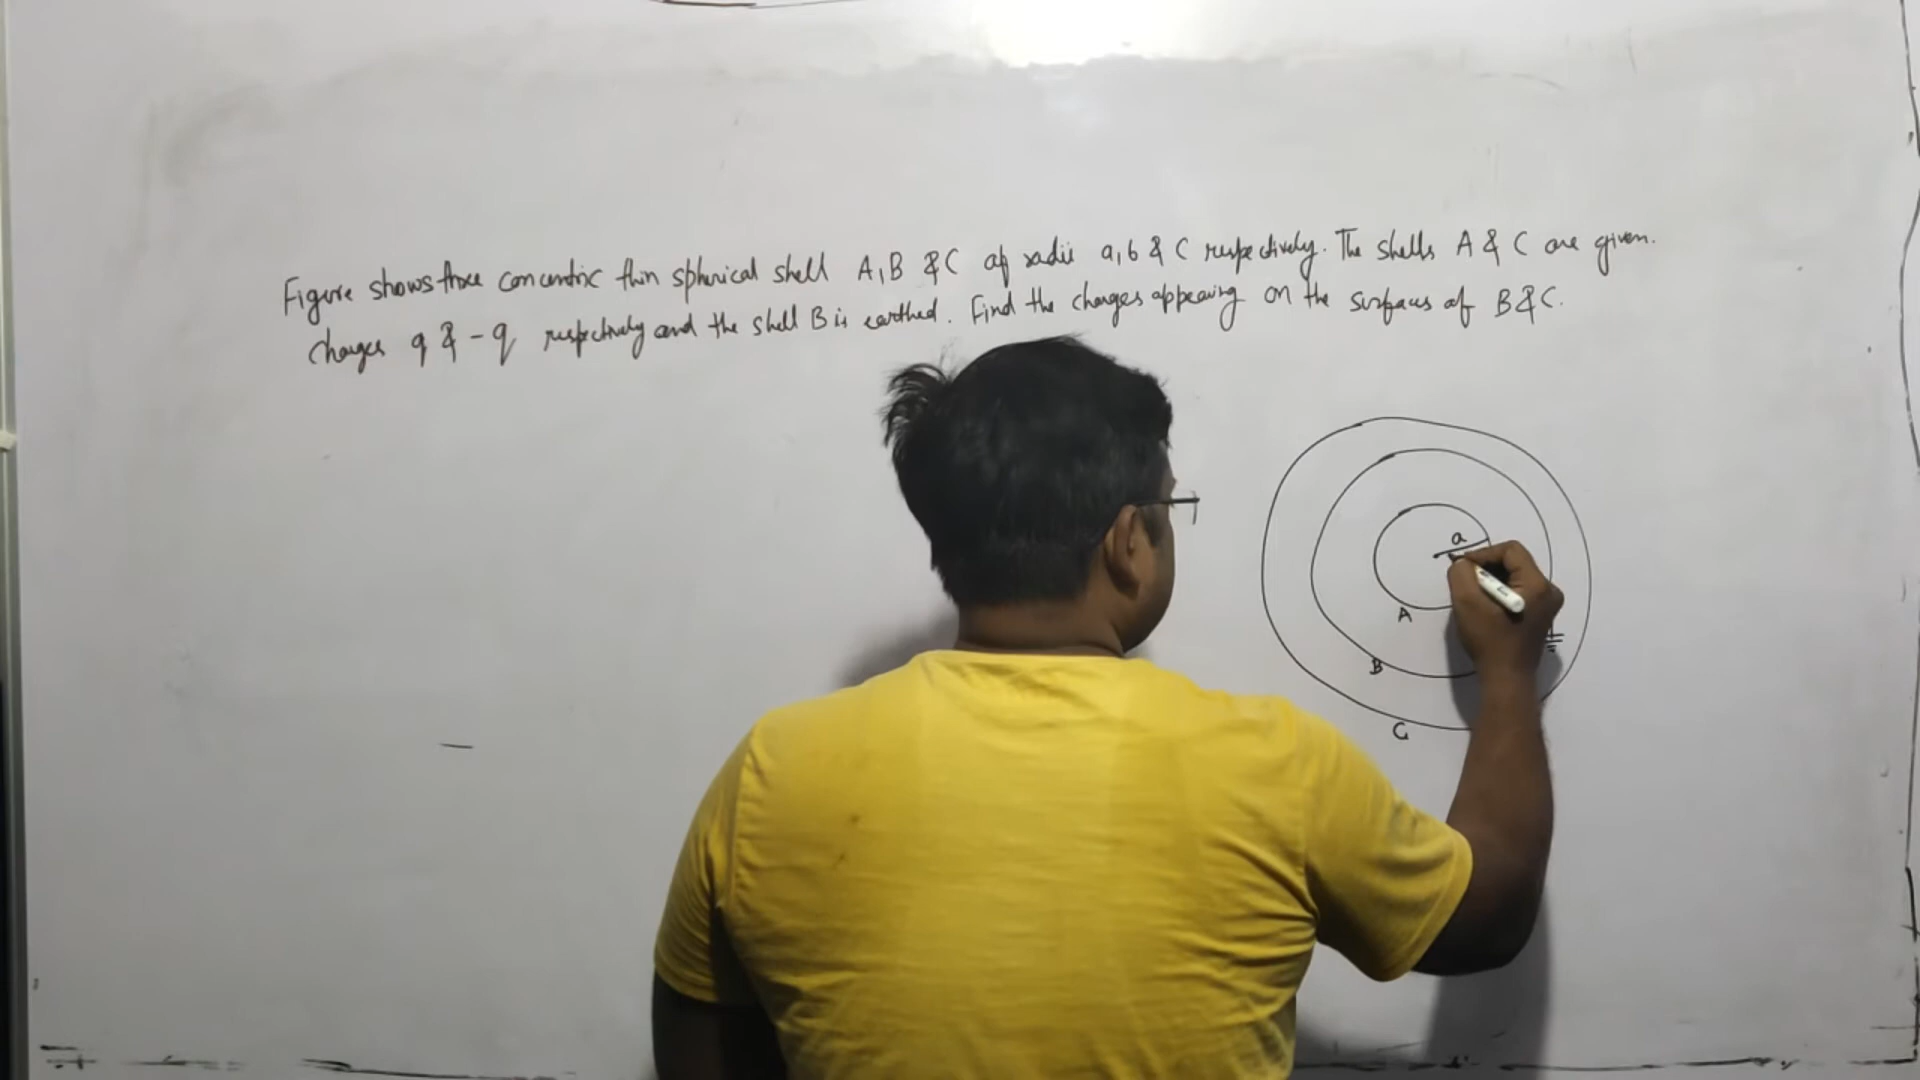 Figure shows three concentric thin spherical shell A, B & C of radii a, b & C respectively. The shells A & C are given.
charges q & - q respectively and the shell B is earthed. Find the charges appearing on the surfaces of B & C.
a
A
B
C